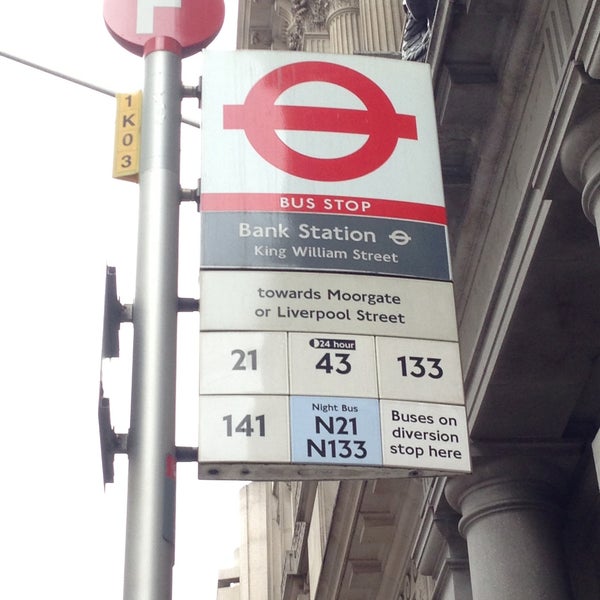 1K03
BUS STOP
Bank Station
King William Street
towards Moorgate
or Liverpool Street
21
24 hour
43
133
141
Night Bus
N21
N133
Buses on
diversion
stop here